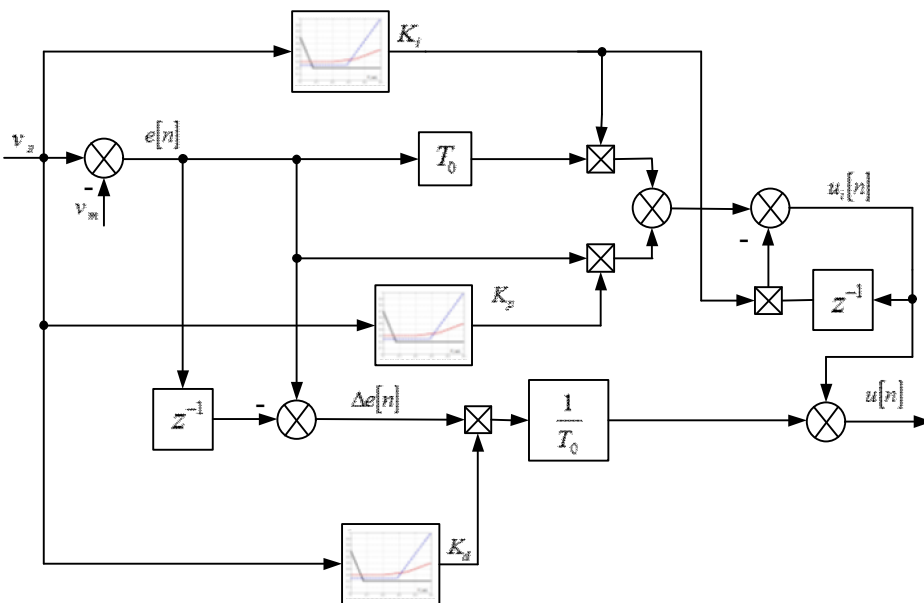 K_i
v_z
e[n]
T_0
-
v_m
u_i[n]
-
K_p
z^{-1}
z^{-1}
-
Δe[n]
1
T_0
u[n]
K_d